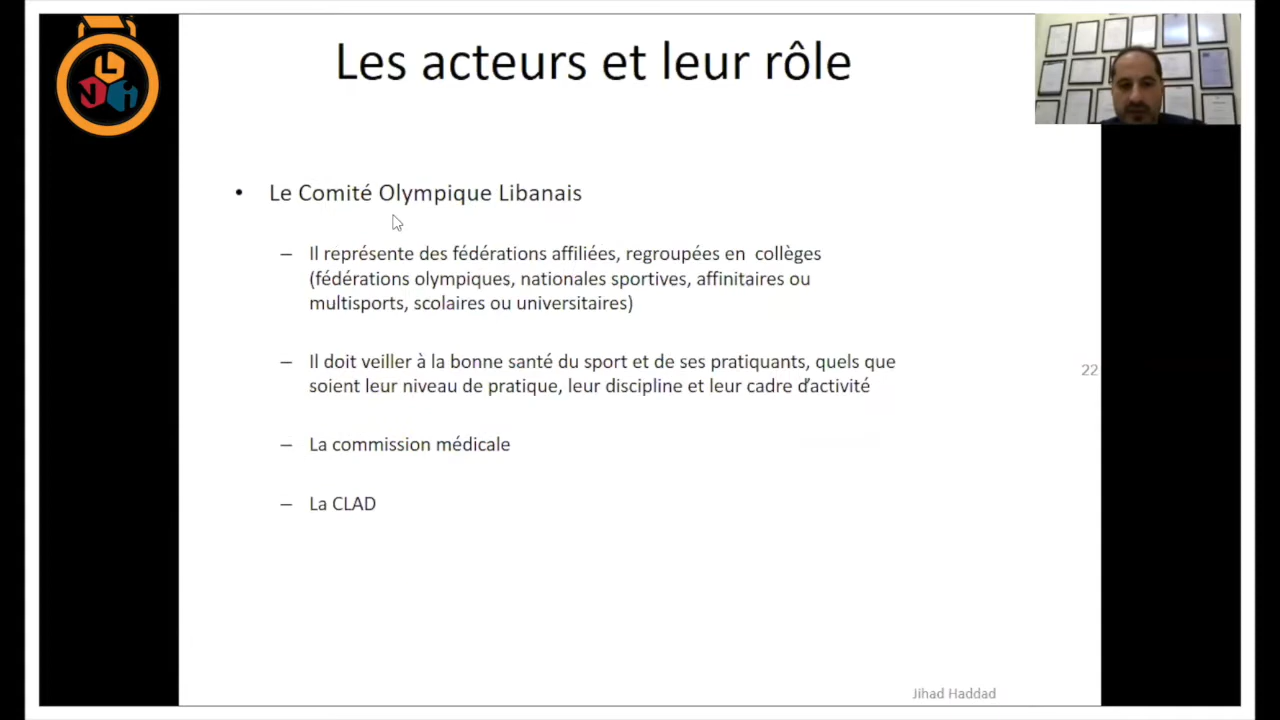 Les acteurs et leur rôle
L
J i
• Le Comité Olympique Libanais
– Il représente des fédérations affiliées, regroupées en collèges
(fédérations olympiques, nationales sportives, affinitaires ou
multisports, scolaires ou universitaires)
– Il doit veiller à la bonne santé du sport et de ses pratiquants, quels que
soient leur niveau de pratique, leur discipline et leur cadre d’activité
22
– La commission médicale
– La CLAD
Jihad Haddad